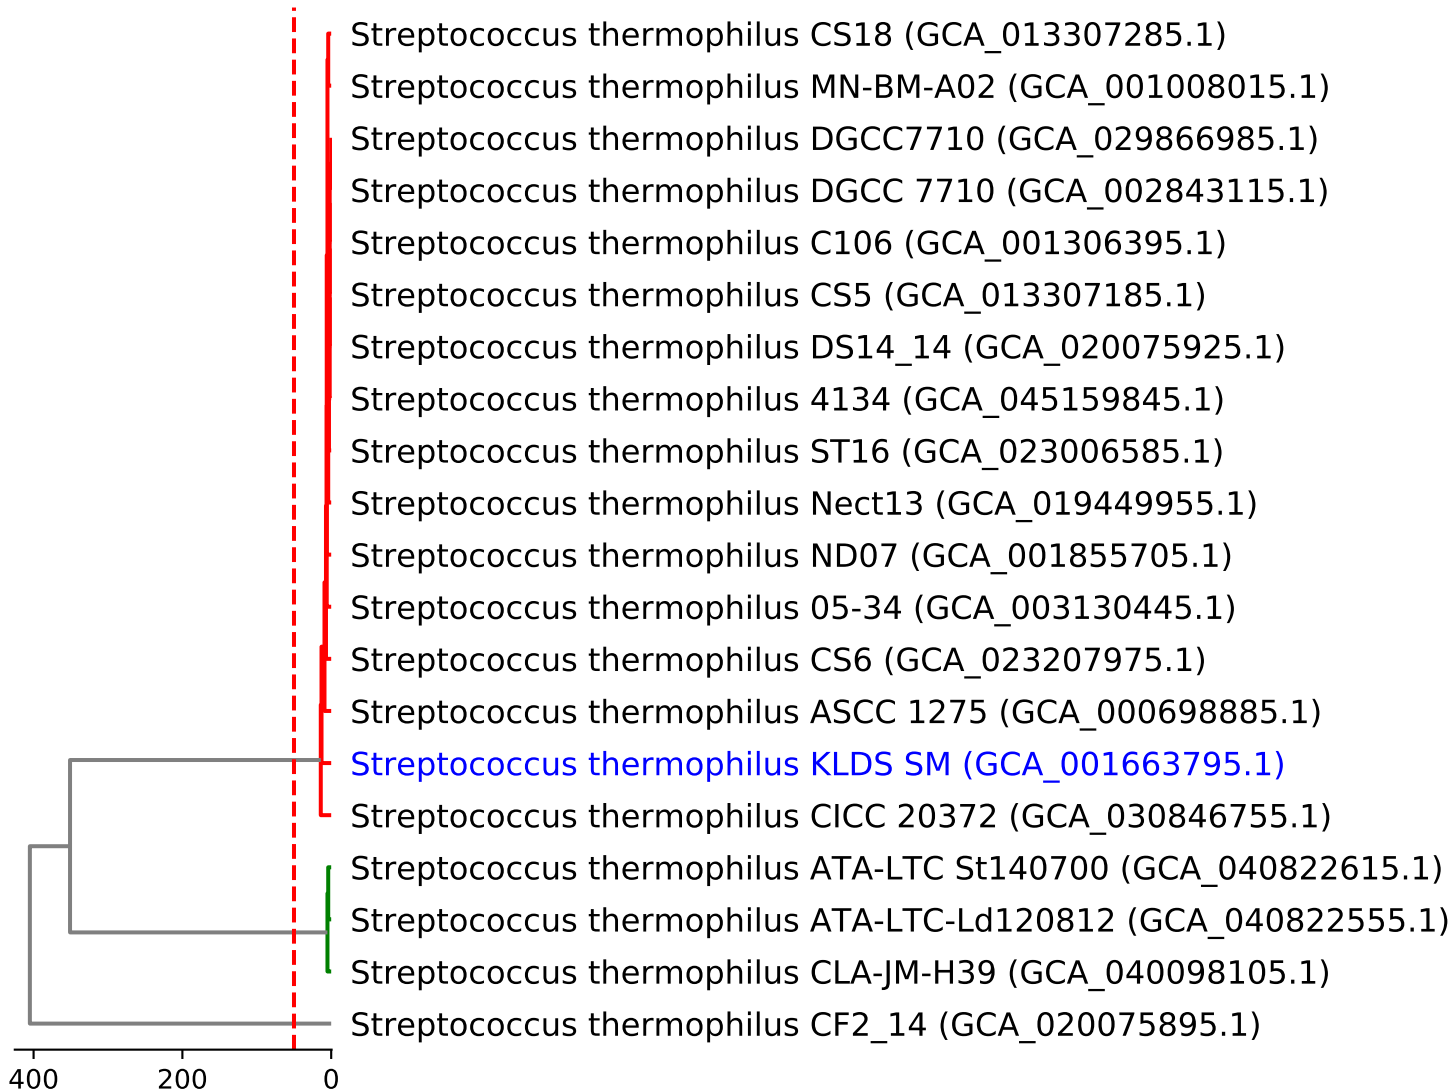 Streptococcus thermophilus CS18 (GCA_013307285.1)
Streptococcus thermophilus MN-BM-A02 (GCA_001008015.1)
Streptococcus thermophilus DGCC7710 (GCA_029866985.1)
Streptococcus thermophilus DGCC 7710 (GCA_002843115.1)
Streptococcus thermophilus C106 (GCA_001306395.1)
Streptococcus thermophilus CS5 (GCA_013307185.1)
Streptococcus thermophilus DS14_14 (GCA_020075925.1)
Streptococcus thermophilus 4134 (GCA_045159845.1)
Streptococcus thermophilus ST16 (GCA_023006585.1)
Streptococcus thermophilus Nect13 (GCA_019449955.1)
Streptococcus thermophilus ND07 (GCA_001855705.1)
Streptococcus thermophilus 05-34 (GCA_003130445.1)
Streptococcus thermophilus CS6 (GCA_023207975.1)
Streptococcus thermophilus ASCC 1275 (GCA_000698885.1)
Streptococcus thermophilus KLDS SM (GCA_001663795.1)
Streptococcus thermophilus CICC 20372 (GCA_030846755.1)
Streptococcus thermophilus ATA-LTC St140700 (GCA_040822615.1)
Streptococcus thermophilus ATA-LTC-Ld120812 (GCA_040822555.1)
Streptococcus thermophilus CLA-JM-H39 (GCA_040098105.1)
Streptococcus thermophilus CF2_14 (GCA_020075895.1)
400 200 0